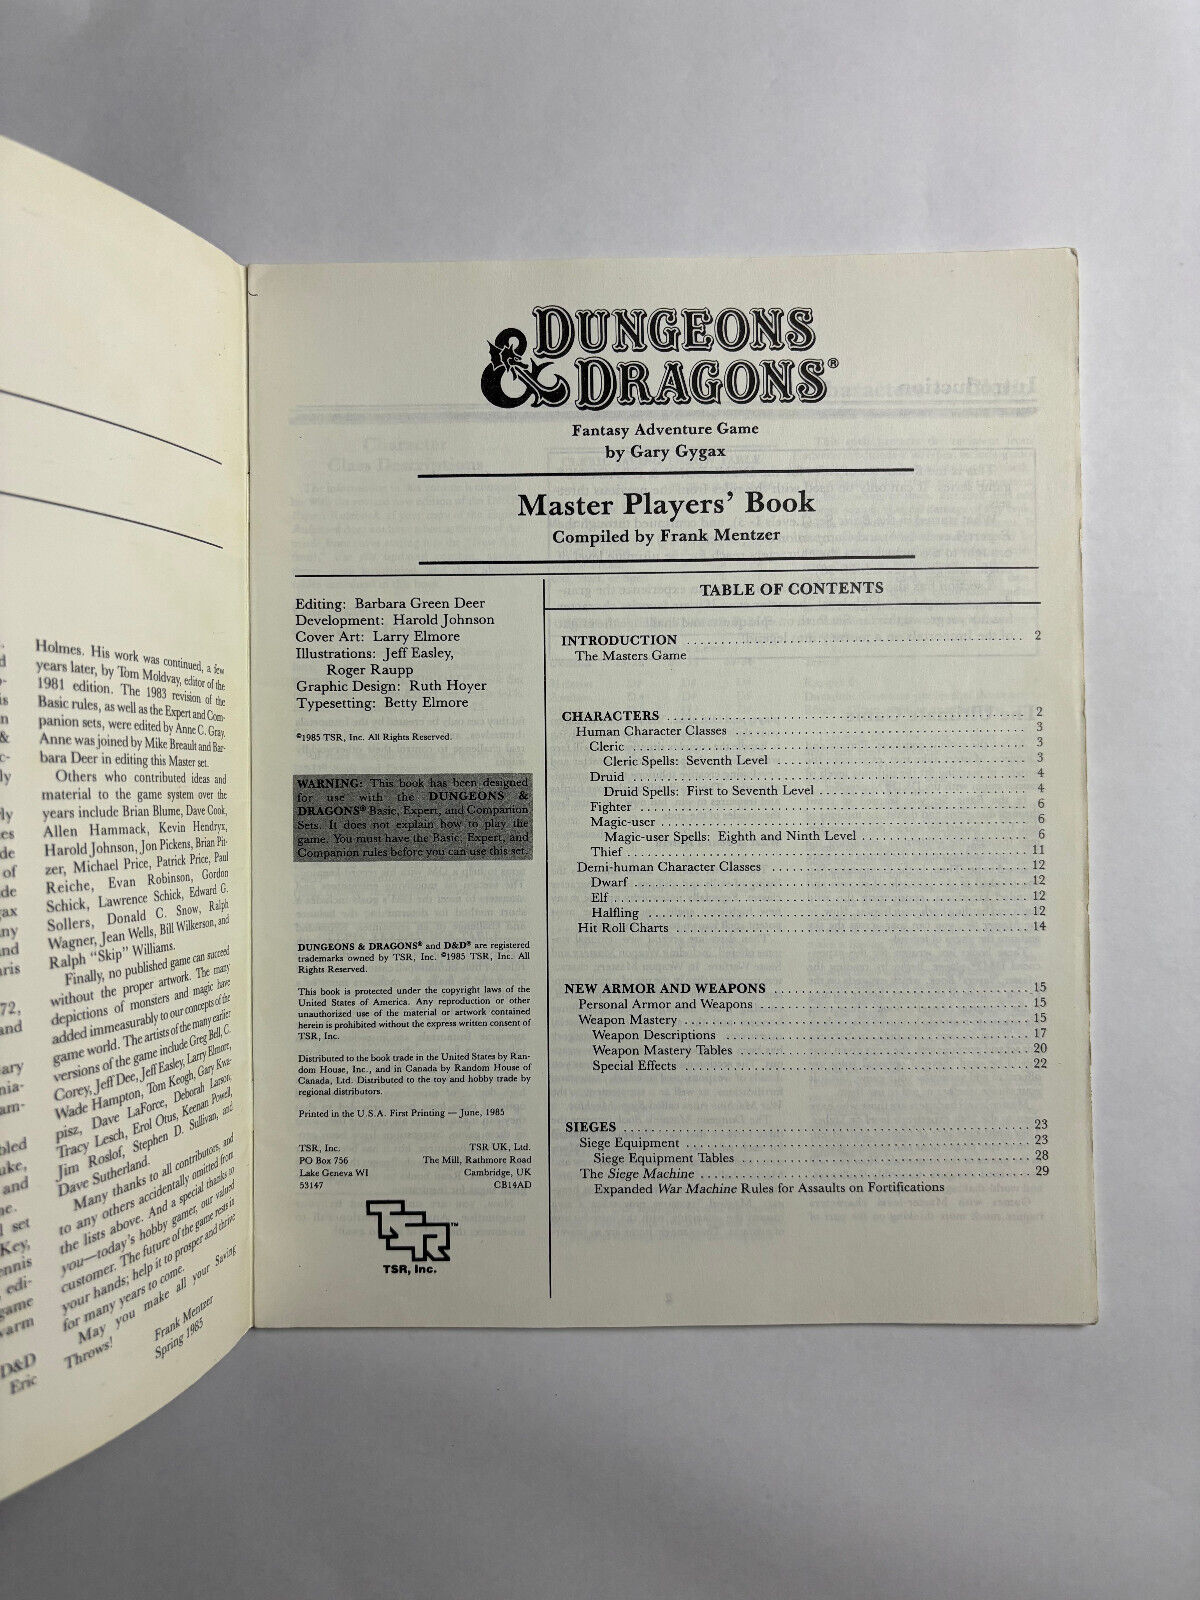 Holmes. His work was continued, a few
years later, by Tom Moldvay, editor of the
1981 edition. The 1983 revision of the
Basic rules, as well as the Expert and Com-
panion sets, were edited by Anne C. Gray.
Anne was joined by Mike Breault and Bar-
bara Deer in editing this Master set.
Others who contributed ideas and
material to the game system over the
years include Brian Blume, Dave Cook,
Allen Hammack, Kevin Hendryx,
Harold Johnson, Jon Pickens, Brian Pit-
zer, Michael Price, Patrick Price, Paul
Reiche, Evan Robinson, Gordon
Schick, Lawrence Schick, Edward G.
Sollers, Donald C. Snow, Ralph
Wagner, Jean Wells, Bill Wilkerson, and
Ralph "Skip" Williams.
Finally, no published game can succeed
without the proper artwork. The many
depictions of monsters and magic have
added immeasurably to our concepts of the
game world. The artists of the many earlier
versions of the game include Greg Bell, C.
Corey, Jeff Dee, Jeff Easley, Larry Elmore,
Wade Hampton, Tom Keogh, Gary Kwa-
pisz, Dave LaForce, Deborah Larson,
Tracy Lesch, Erol Otus, Keenan Powell,
Jim Roslof, Stephen D. Sullivan, and
Dave Sutherland.
Many thanks to all contributors, and
to any others accidentally omitted from
the lists above. And a special thanks to
you—today's hobby gamer, our valued
customer. The future of the game rests in
your hands; help it to prosper and thrive
for many years to come.
May you make all your Saving
Throws!
Frank Mentzer
Spring 1985
DUNGEONS
& DRAGONS®
Fantasy Adventure Game
by Gary Gygax
Master Players' Book
Compiled by Frank Mentzer
Editing: Barbara Green Deer
Development: Harold Johnson
Cover Art: Larry Elmore
Illustrations: Jeff Easley,
Roger Raupp
Graphic Design: Ruth Hoyer
Typesetting: Betty Elmore
©1985 TSR, Inc. All Rights Reserved.
WARNING: This book has been designed
for use with the DUNGEONS &
DRAGONS® Basic, Expert, and Companion
Sets. It does not explain how to play the
game. You must have the Basic, Expert, and
Companion rules before you can use this set.
DUNGEONS & DRAGONS® and D&D® are registered
trademarks owned by TSR, Inc. ©1985 TSR, Inc. All
Rights Reserved.
This book is protected under the copyright laws of the
United States of America. Any reproduction or other
unauthorized use of the material or artwork contained
herein is prohibited without the express written consent of
TSR, Inc.
Distributed to the book trade in the United States by Ran-
dom House, Inc., and in Canada by Random House of
Canada, Ltd. Distributed to the toy and hobby trade by
regional distributors.
Printed in the U.S.A. First Printing — June, 1985
TSR, Inc.
PO Box 756
Lake Geneva WI
53147
TSR UK, Ltd.
The Mill, Rathmore Road
Cambridge, UK
CB14AD
TSR™
TSR, Inc.
TABLE OF CONTENTS
INTRODUCTION 2
The Masters Game
CHARACTERS 2
Human Character Classes 3
Cleric 3
Cleric Spells: Seventh Level 3
Druid 4
Druid Spells: First to Seventh Level 4
Fighter 6
Magic-user 6
Magic-user Spells: Eighth and Ninth Level 6
Thief 11
Demi-human Character Classes 12
Dwarf 12
Elf 12
Halfling 12
Hit Roll Charts 14
NEW ARMOR AND WEAPONS 15
Personal Armor and Weapons 15
Weapon Mastery 15
Weapon Descriptions 17
Weapon Mastery Tables 20
Special Effects 22
SIEGES 23
Siege Equipment 23
Siege Equipment Tables 28
The Siege Machine 29
Expanded War Machine Rules for Assaults on Fortifications